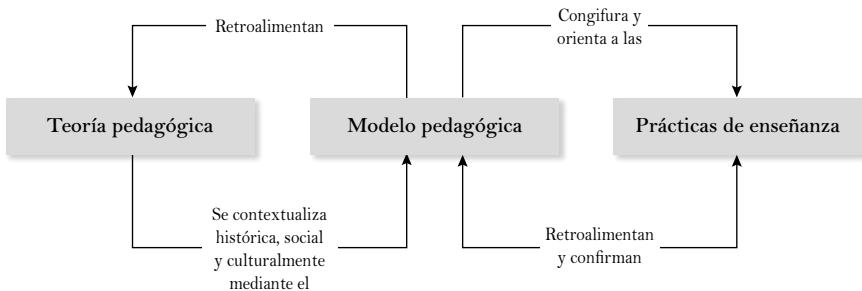 Retroalimentan
Congifura y
orienta a las
Teoría pedagógica
Modelo pedagógica
Prácticas de enseñanza
Se contextualiza
histórica, social
y culturalmente
mediante el
Retroalimentan
y confirman